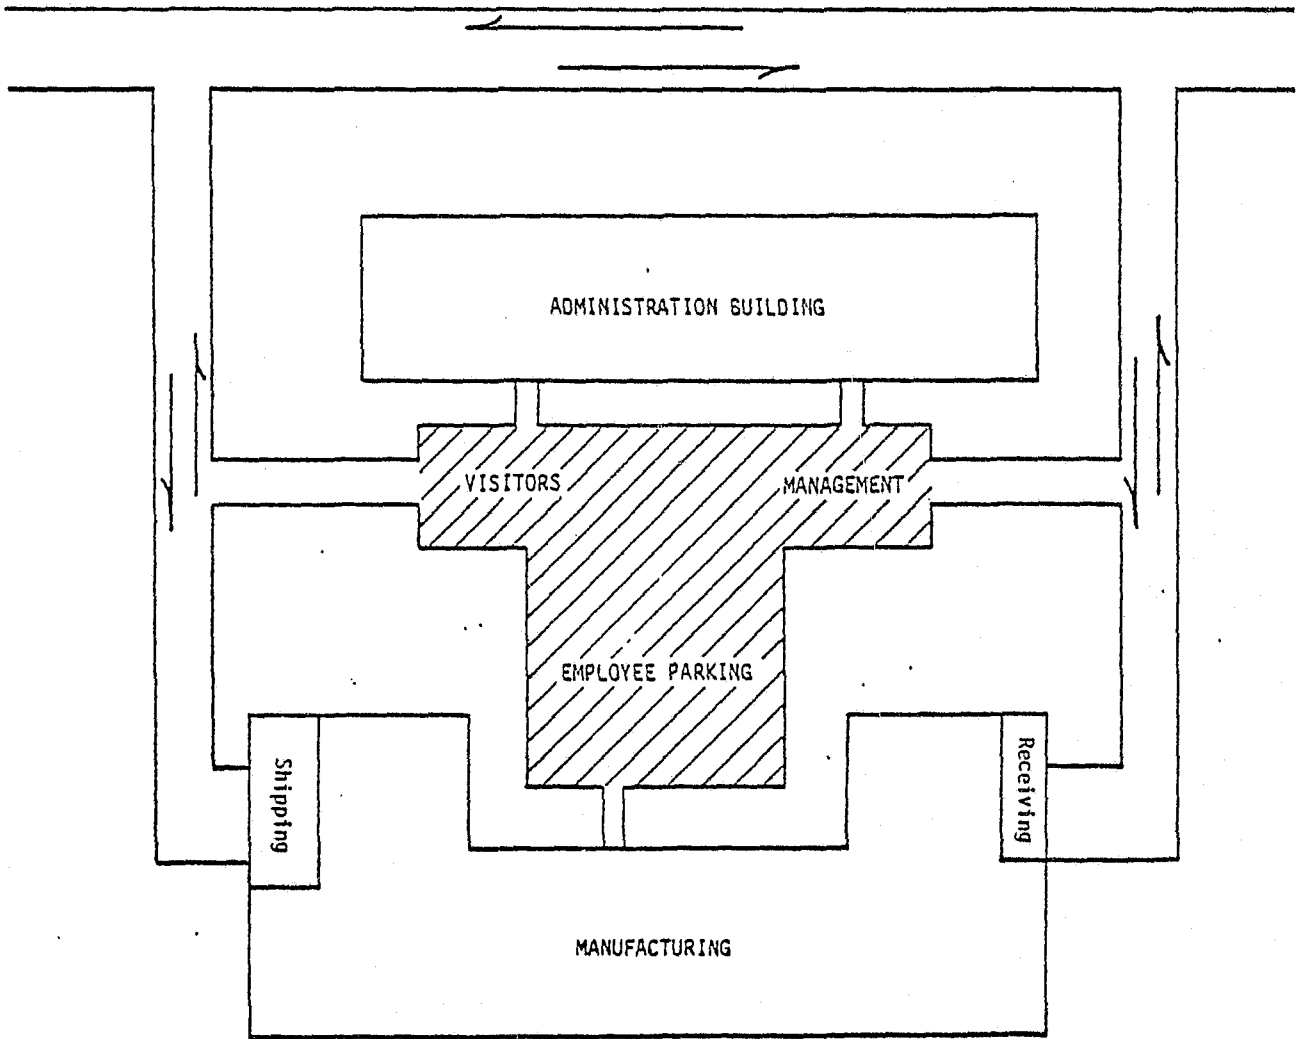 ADMINISTRATION BUILDING
VISITORS
MANAGEMENT
EMPLOYEE PARKING
Shipping
Receiving
MANUFACTURING